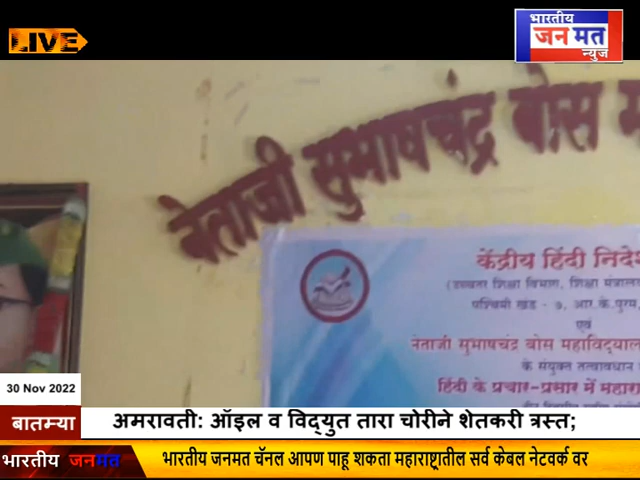 LIVE
भारतीय
जन मत
न्युज
नेताजी सुभाषचंद्र बोस
केंद्रीय हिंदी निदे
(उच्चतर शिक्षा विभाग, शिक्षा मंत्राल
पश्चिमी खंड - ७, आर.के.पुरम,
एवं
नेताजी सुभाषचंद्र बोस महाविद्याल
के संयुक्त तत्वावधान
हिंदी के प्रचार-प्रसार में महारा
30 Nov 2022
बातम्या
अमरावती: ऑइल व विद्युत तारा चोरीने शेतकरी त्रस्त;
भारतीय जनमत
भारतीय जनमत चॅनल आपण पाहू शकता महाराष्ट्रातील सर्व केबल नेटवर्क वर